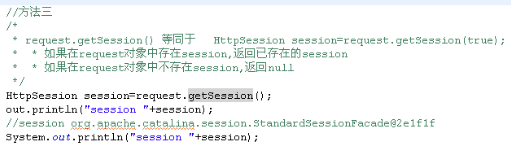 //方法三
/*
* request.getSession() 等同于 HttpSession session=request.getSession(true);
* * 如果在request对象中存在session,返回已存在的session
* * 如果在request对象中不存在session,返回null
*/
HttpSession session=request.getSession();
out.println("session "+session);
//session org.apache.catalina.session.StandardSessionFacade@2e1f1f
System.out.println("session "+session);